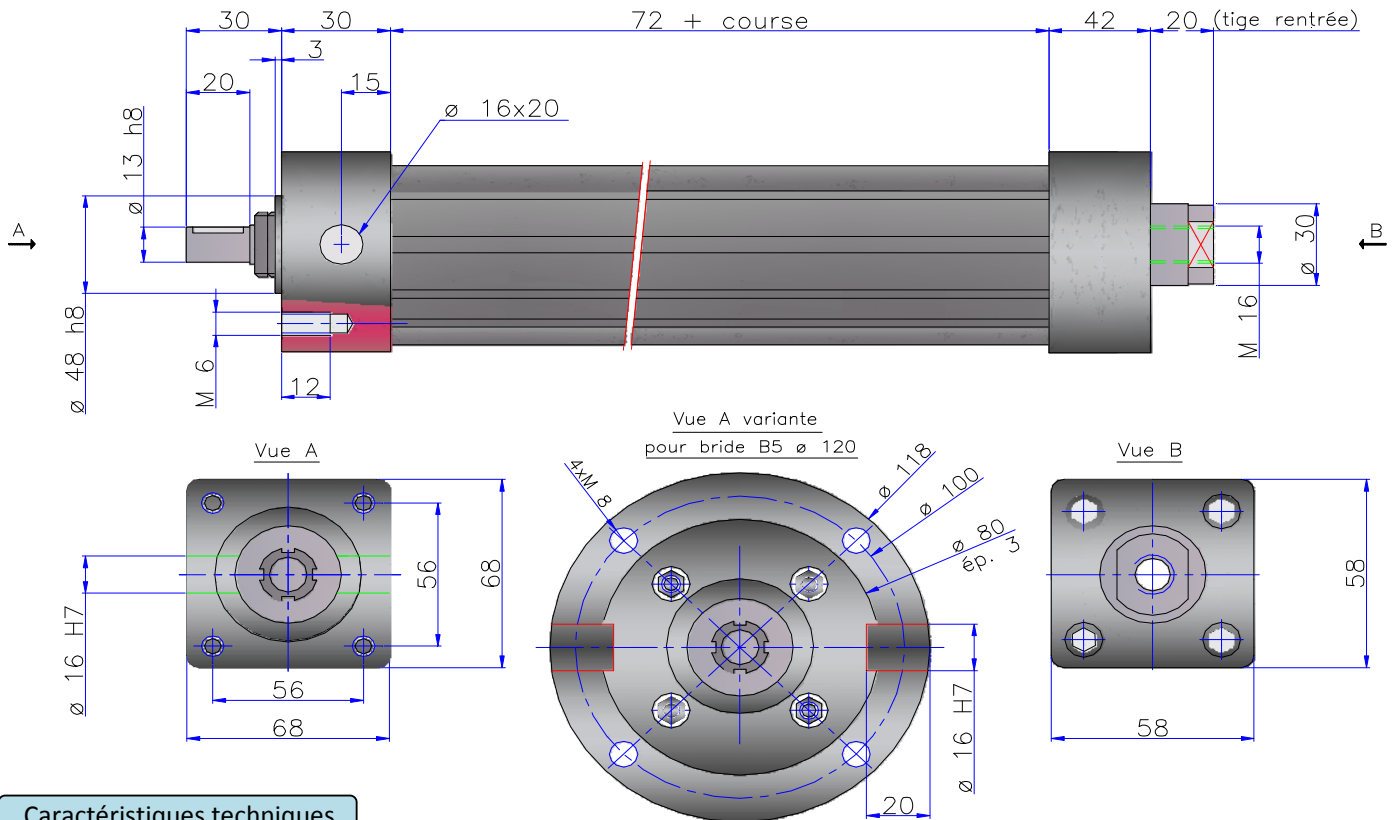 30
30
72 + course
42
20 (tige rentrée)
3
20
15
ø 16x20
ø 13 h8
A
B
ø 30
M 16
ø 48 h8
M 6
12
Vue A
Vue A variante
pour bride B5 ø 120
Vue B
4xM 8
ø 118
ø 100
ø 80
ép. 3
56
68
ø 16 H7
56
68
ø 16 H7
20
58
58
Caractéristiques techniques